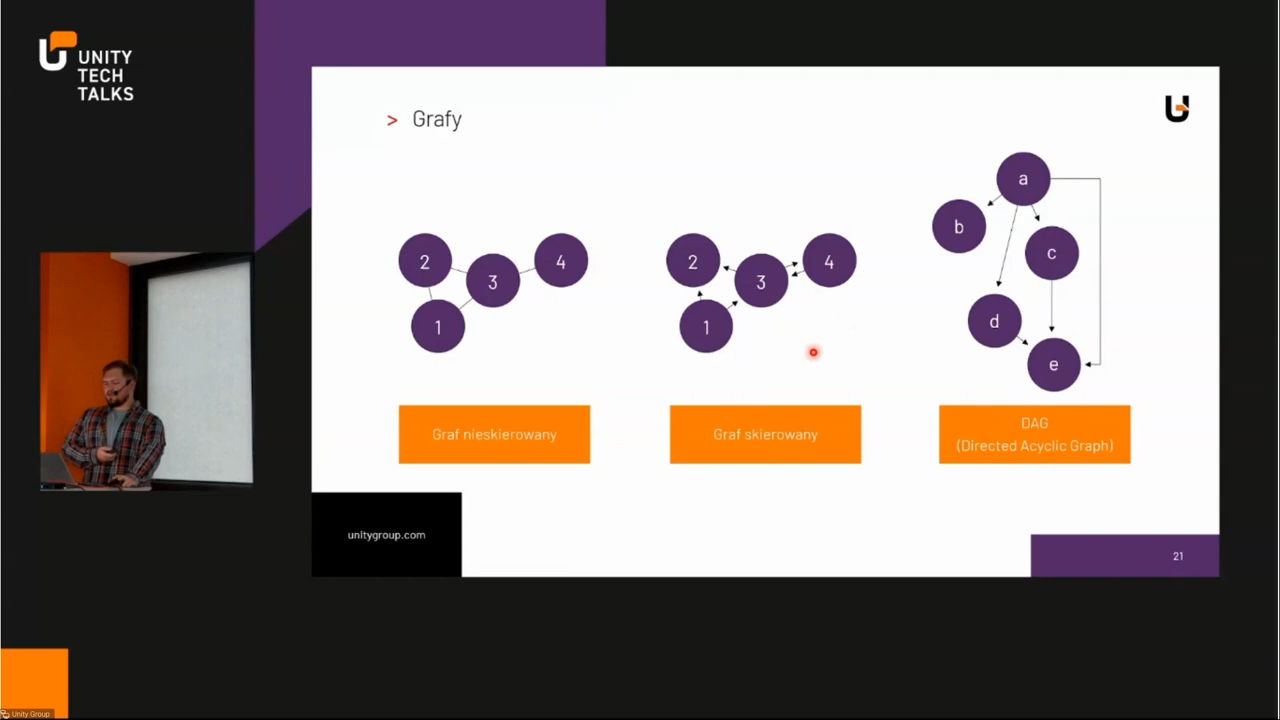 UNITY
TECH
TALKS
> Grafy
2
3
4
1
2
3
4
1
a
b
c
d
e
Graf nieskierowany
Graf skierowany
DAG
(Directed Acyclic Graph)
unitygroup.com
21
Unity Group